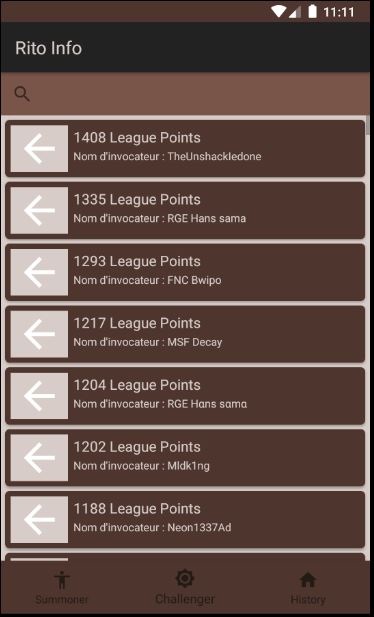 11:11
Rito Info
1408 League Points
Nom d'invocateur : TheUnshackledone
1335 League Points
Nom d'invocateur : RGE Hans sama
1293 League Points
Nom d'invocateur : FNC Bwipo
1217 League Points
Nom d'invocateur : MSF Decay
1204 League Points
Nom d'invocateur : RGE Hαns sαmα
1202 League Points
Nom d'invocateur : Mldk1ng
1188 League Points
Nom d'invocateur : Neon1337Ad
Summoner
Challenger
History